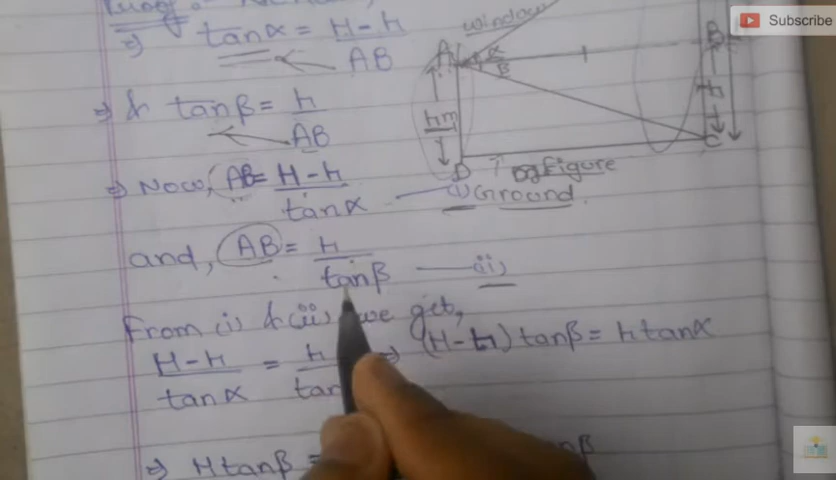 Subscribe
window
⇒ tanα = H-h / AB
A α B
β
⇒ & tanβ = h / AB
hm h
D C
Figure
⇒ Now, AB = H-h / tanα — (i) Ground.
and, AB = h / tanβ — (ii)
From (i) & (ii) we get,
H-h / tanα = h / tan ⇒ (H-h) tanβ = h tanα
⇒ Htanβ =